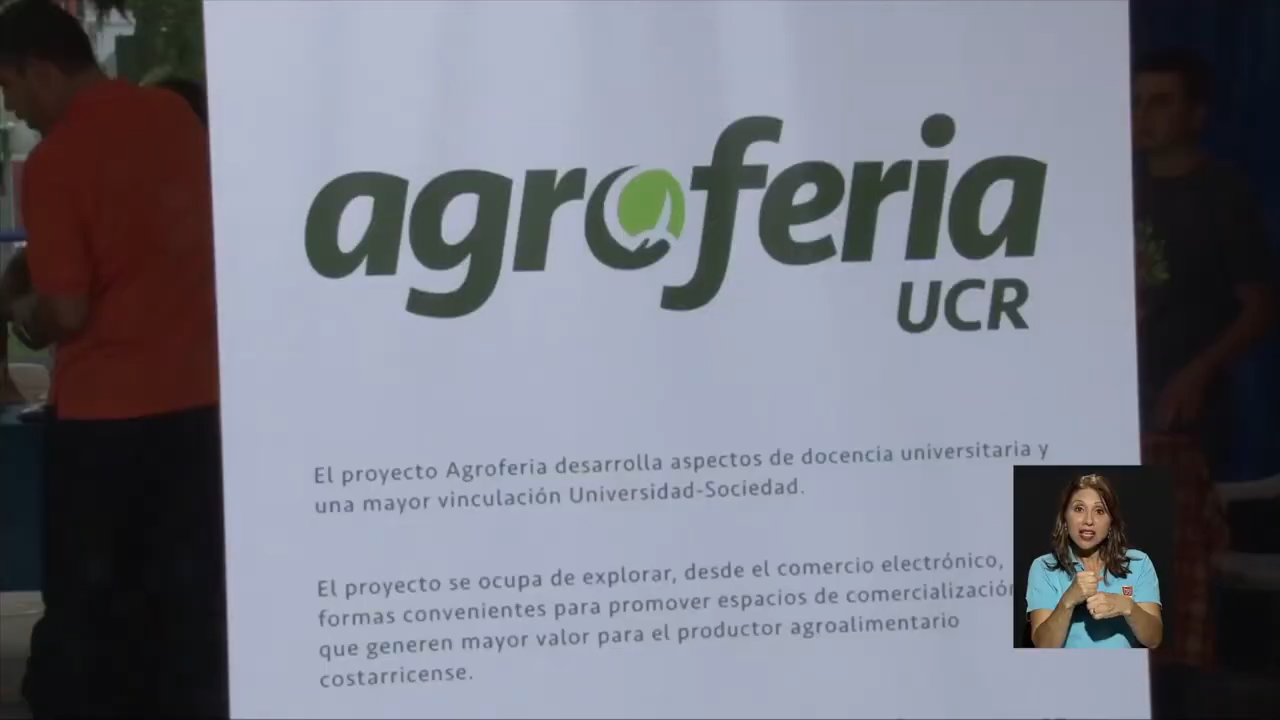 agroferia
UCR
El proyecto Agroferia desarrolla aspectos de docencia universitaria y
una mayor vinculación Universidad-Sociedad.
El proyecto se ocupa de explorar, desde el comercio electrónico,
formas convenientes para promover espacios de comercialización
que generen mayor valor para el productor agroalimentario
costarricense.